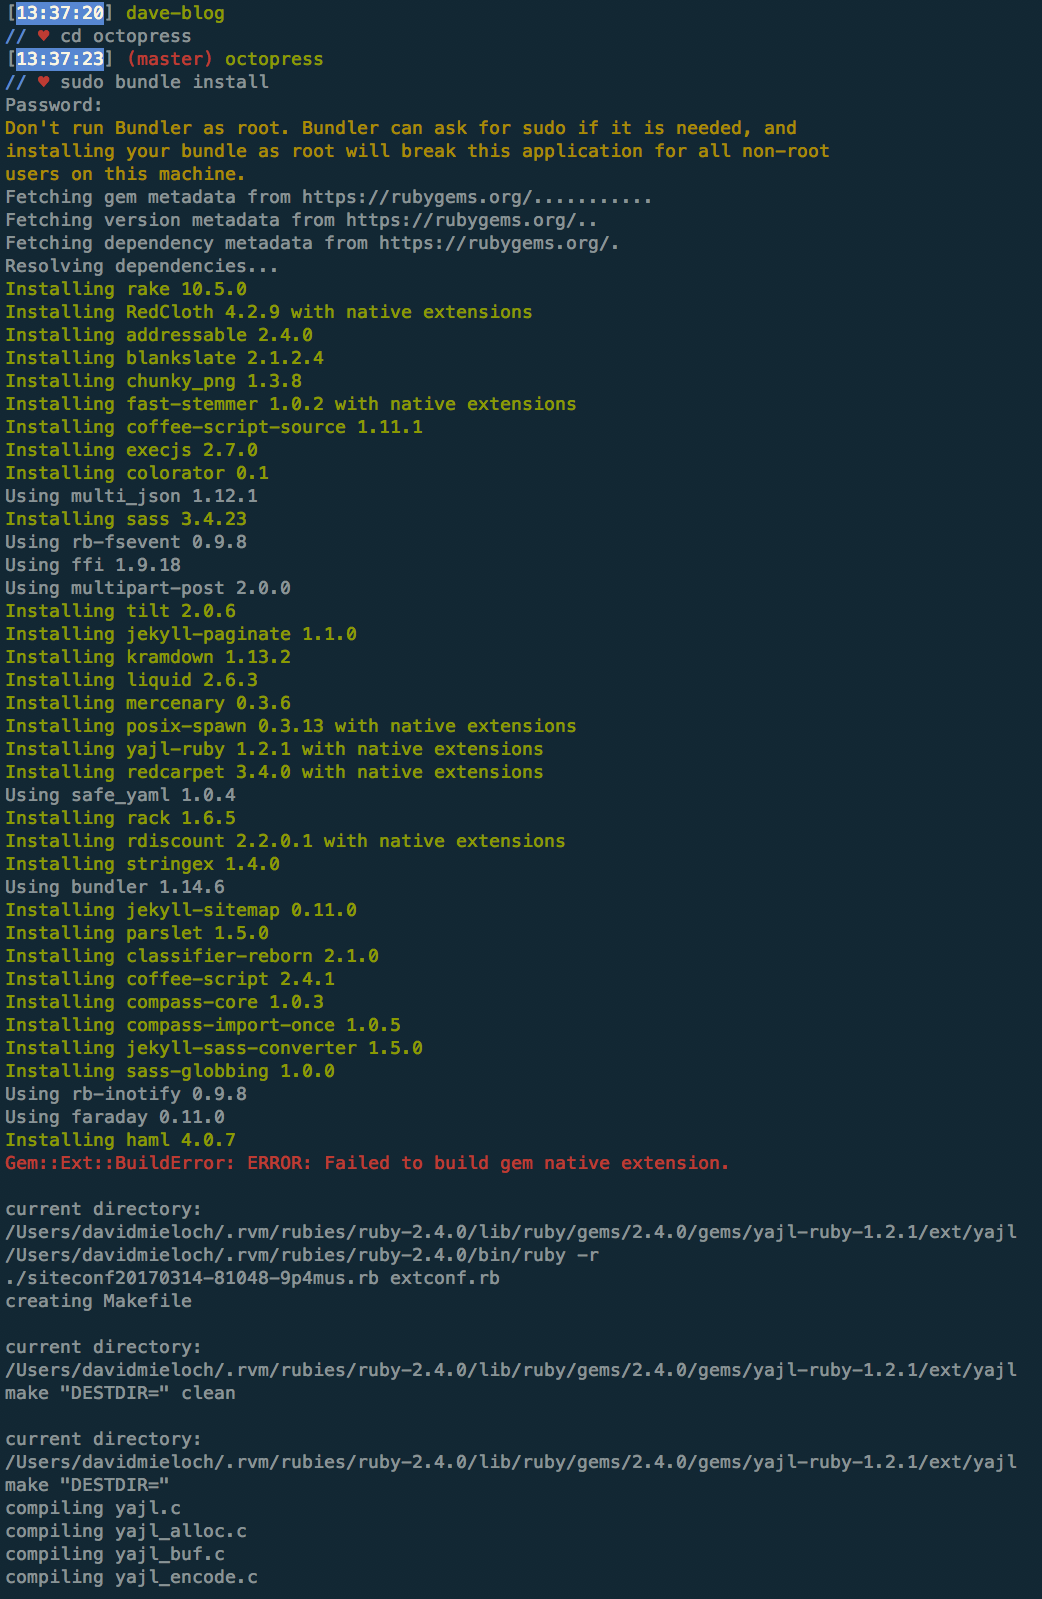 [13:37:20] dave-blog
// ♥ cd octopress
[13:37:23] (master) octopress
// ♥ sudo bundle install
Password:
Don't run Bundler as root. Bundler can ask for sudo if it is needed, and
installing your bundle as root will break this application for all non-root
users on this machine.
Fetching gem metadata from https://rubygems.org/...........
Fetching version metadata from https://rubygems.org/..
Fetching dependency metadata from https://rubygems.org/.
Resolving dependencies...
Installing rake 10.5.0
Installing RedCloth 4.2.9 with native extensions
Installing addressable 2.4.0
Installing blankslate 2.1.2.4
Installing chunky_png 1.3.8
Installing fast-stemmer 1.0.2 with native extensions
Installing coffee-script-source 1.11.1
Installing execjs 2.7.0
Installing colorator 0.1
Using multi_json 1.12.1
Installing sass 3.4.23
Using rb-fsevent 0.9.8
Using ffi 1.9.18
Using multipart-post 2.0.0
Installing tilt 2.0.6
Installing jekyll-paginate 1.1.0
Installing kramdown 1.13.2
Installing liquid 2.6.3
Installing mercenary 0.3.6
Installing posix-spawn 0.3.13 with native extensions
Installing yajl-ruby 1.2.1 with native extensions
Installing redcarpet 3.4.0 with native extensions
Using safe_yaml 1.0.4
Installing rack 1.6.5
Installing rdiscount 2.2.0.1 with native extensions
Installing stringex 1.4.0
Using bundler 1.14.6
Installing jekyll-sitemap 0.11.0
Installing parslet 1.5.0
Installing classifier-reborn 2.1.0
Installing coffee-script 2.4.1
Installing compass-core 1.0.3
Installing compass-import-once 1.0.5
Installing jekyll-sass-converter 1.5.0
Installing sass-globbing 1.0.0
Using rb-inotify 0.9.8
Using faraday 0.11.0
Installing haml 4.0.7
Gem::Ext::BuildError: ERROR: Failed to build gem native extension.
current directory:
/Users/davidmieloch/.rvm/rubies/ruby-2.4.0/lib/ruby/gems/2.4.0/gems/yajl-ruby-1.2.1/ext/yajl
/Users/davidmieloch/.rvm/rubies/ruby-2.4.0/bin/ruby -r
./siteconf20170314-81048-9p4mus.rb extconf.rb
creating Makefile
current directory:
/Users/davidmieloch/.rvm/rubies/ruby-2.4.0/lib/ruby/gems/2.4.0/gems/yajl-ruby-1.2.1/ext/yajl
make "DESTDIR=" clean
current directory:
/Users/davidmieloch/.rvm/rubies/ruby-2.4.0/lib/ruby/gems/2.4.0/gems/yajl-ruby-1.2.1/ext/yajl
make "DESTDIR="
compiling yajl.c
compiling yajl_alloc.c
compiling yajl_buf.c
compiling yajl_encode.c